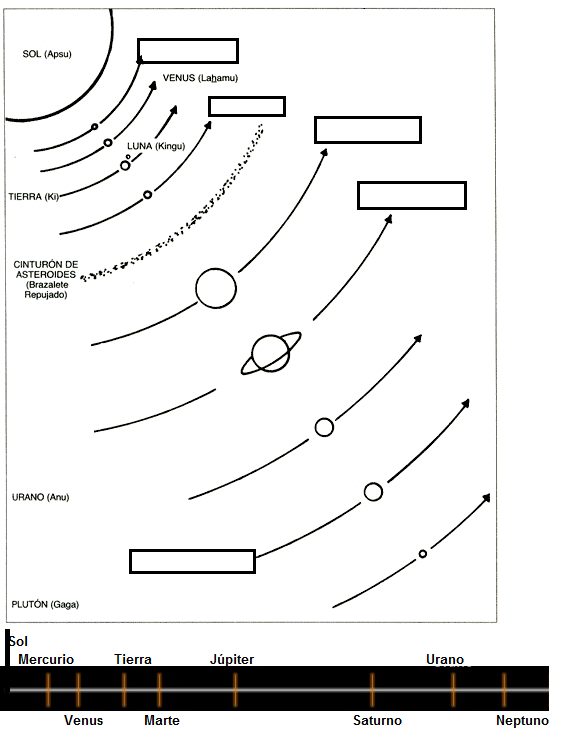 SOL (Apsu)
VENUS (Lahamu)
LUNA (Kingu)
TIERRA (Ki)
CINTURÓN DE
ASTEROIDES
(Brazalete
Repujado)
URANO (Anu)
PLUTÓN (Gaga)
Sol
Mercurio Tierra Júpiter Urano
Venus Marte Saturno Neptuno